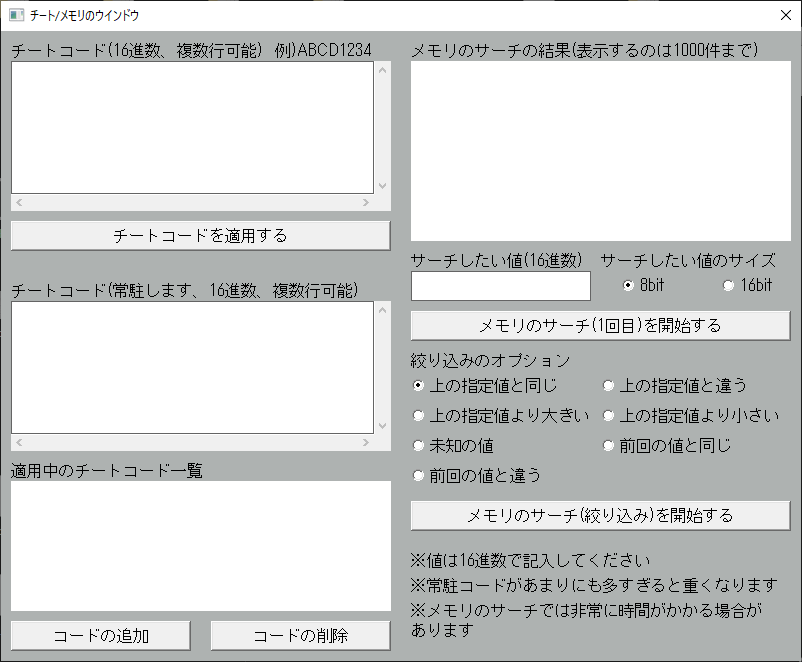 チート/メモリのウインドウ
チートコード(16進数、複数行可能)　例)ABCD1234
チートコードを適用する
チートコード(常駐します、16進数、複数行可能)
適用中のチートコード一覧
コードの追加
コードの削除
メモリのサーチの結果(表示するのは1000件まで)
サーチしたい値(16進数)
サーチしたい値のサイズ
8bit
16bit
メモリのサーチ(1回目)を開始する
絞り込みのオプション
上の指定値と同じ
上の指定値と違う
上の指定値より大きい
上の指定値より小さい
未知の値
前回の値と同じ
前回の値と違う
メモリのサーチ(絞り込み)を開始する
※値は16進数で記入してください
※常駐コードがあまりにも多すぎると重くなります
※メモリのサーチでは非常に時間がかかる場合が
あります